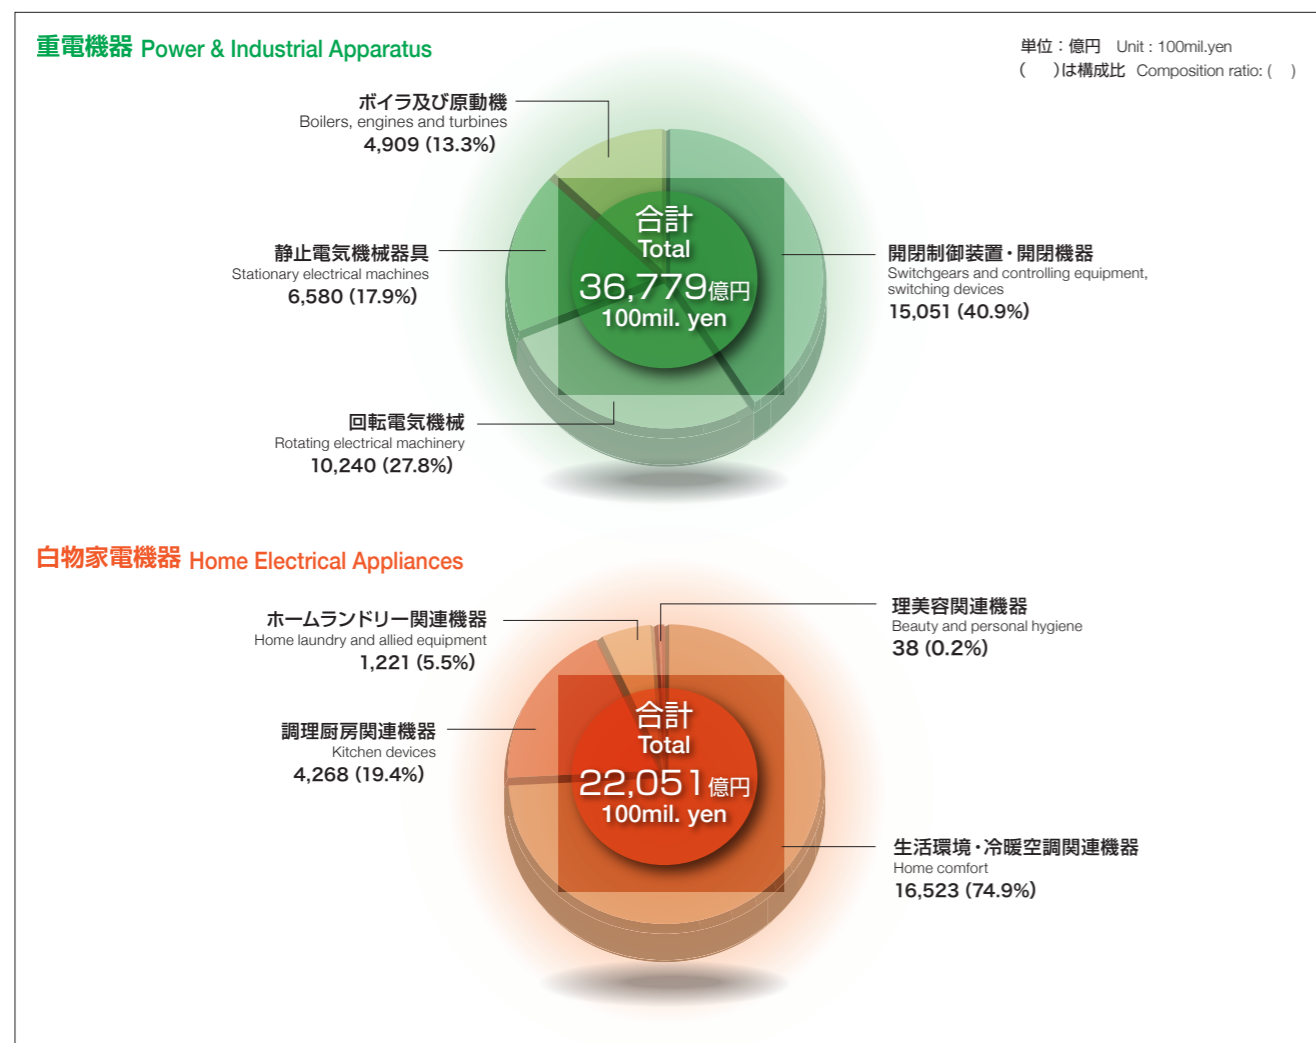 重電機器 Power & Industrial Apparatus
単位：億円 Unit : 100mil.yen
( )は構成比 Composition ratio: ( )
ボイラ及び原動機
Boilers, engines and turbines
4,909 (13.3%)
静止電気機械器具
Stationary electrical machines
6,580 (17.9%)
合計
Total
36,779億円
100mil. yen
開閉制御装置・開閉機器
Switchgears and controlling equipment,
switching devices
15,051 (40.9%)
回転電気機械
Rotating electrical machinery
10,240 (27.8%)
白物家電機器 Home Electrical Appliances
ホームランドリー関連機器
Home laundry and allied equipment
1,221 (5.5%)
理美容関連機器
Beauty and personal hygiene
38 (0.2%)
調理厨房関連機器
Kitchen devices
4,268 (19.4%)
合計
Total
22,051億円
100mil. yen
生活環境・冷暖空調関連機器
Home comfort
16,523 (74.9%)